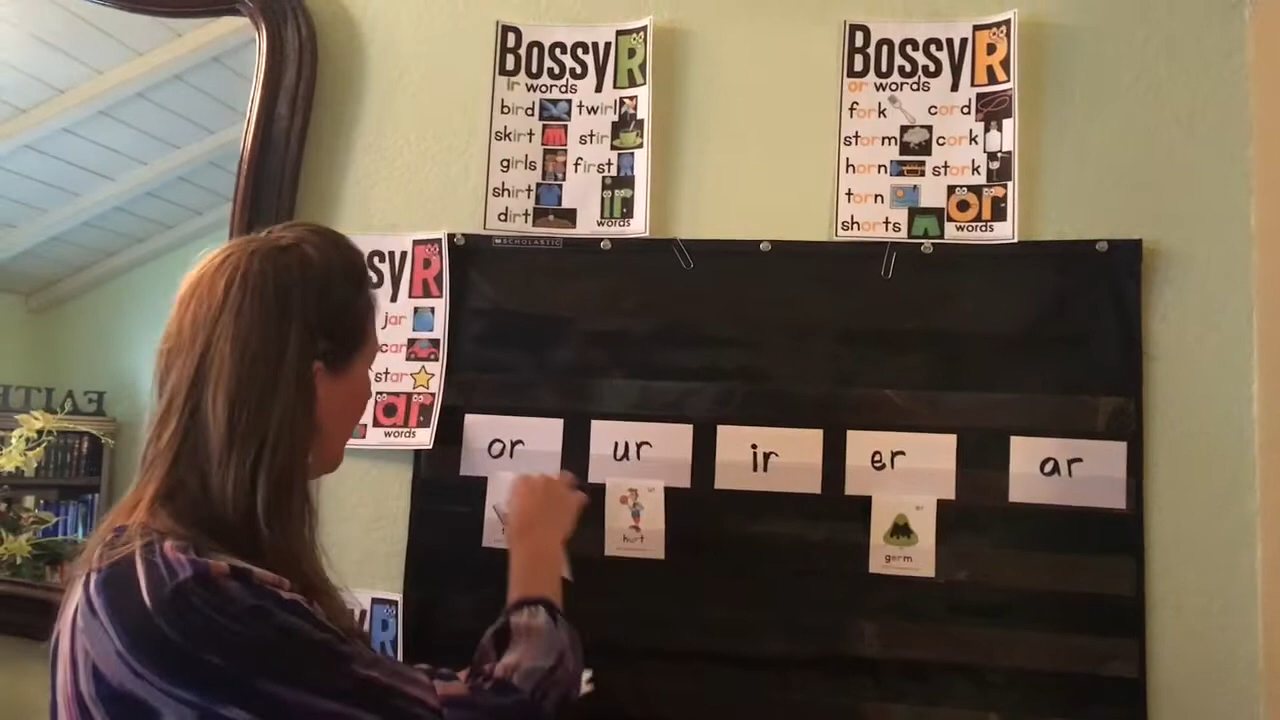 Bossy R
ir words
bird twirl
skirt stir
girls first
shirt ir
dirt words
Bossy R
or words
fork cord
storm cork
horn stork
torn or
shorts words
SCHOLASTIC
sy R
jar
car
star
ar
words
FAITH
or ur ir er ar
hurt
germ
R